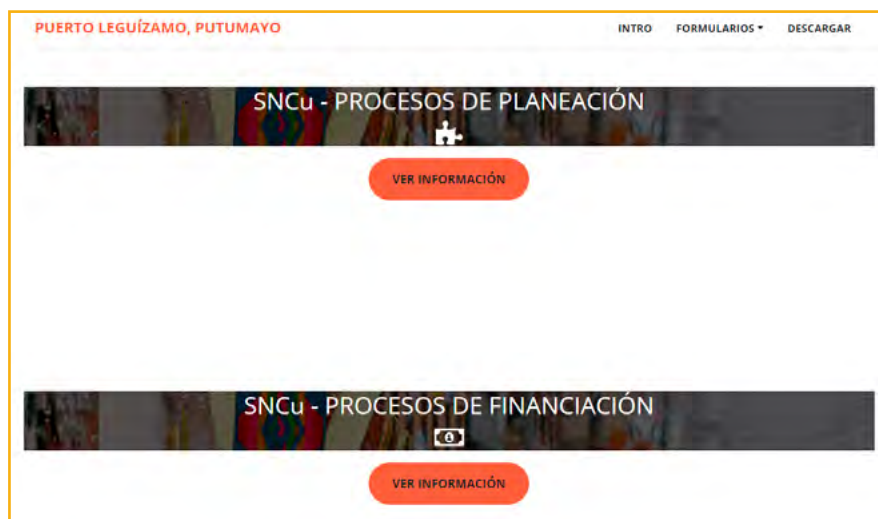 PUERTO LEGUÍZAMO, PUTUMAYO INTRO FORMULARIOS DESCARGAR
SNCu - PROCESOS DE PLANEACIÓN
VER INFORMACIÓN
SNCu - PROCESOS DE FINANCIACIÓN
VER INFORMACIÓN